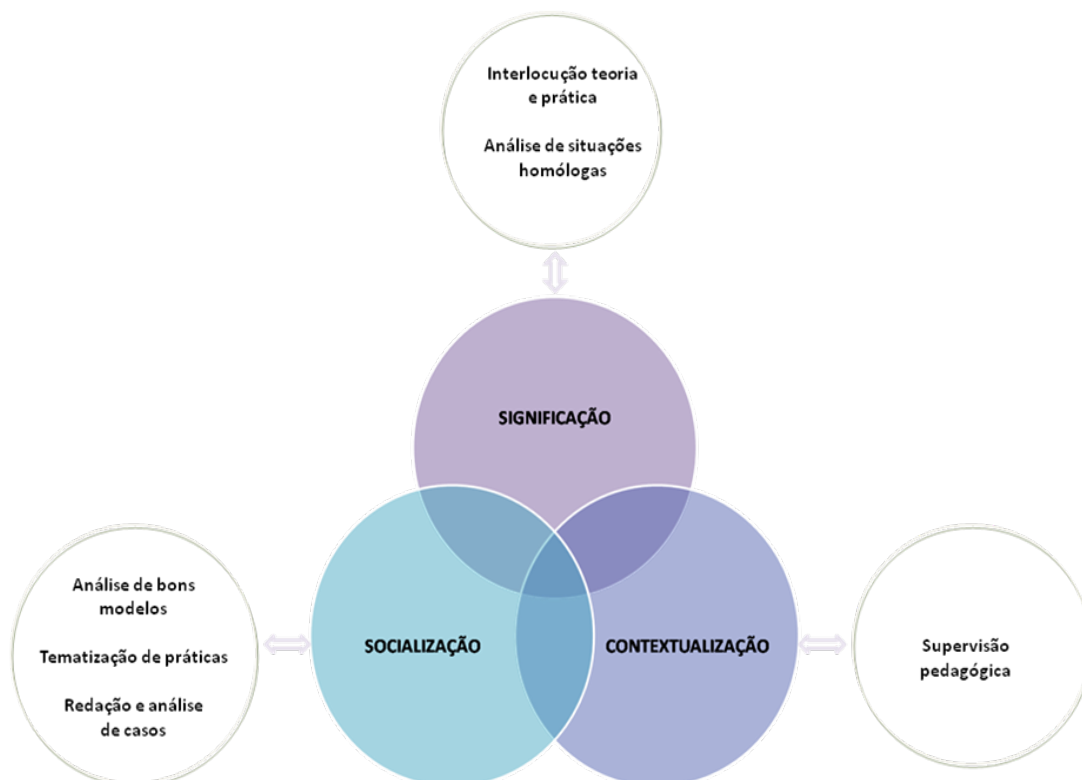 Interlocução teoria
e prática
Análise de situações
homólogas
SIGNIFICAÇÃO
Análise de bons
modelos
Tematização de práticas
Redação e análise
de casos
SOCIALIZAÇÃO
CONTEXTUALIZAÇÃO
Supervisão
pedagógica